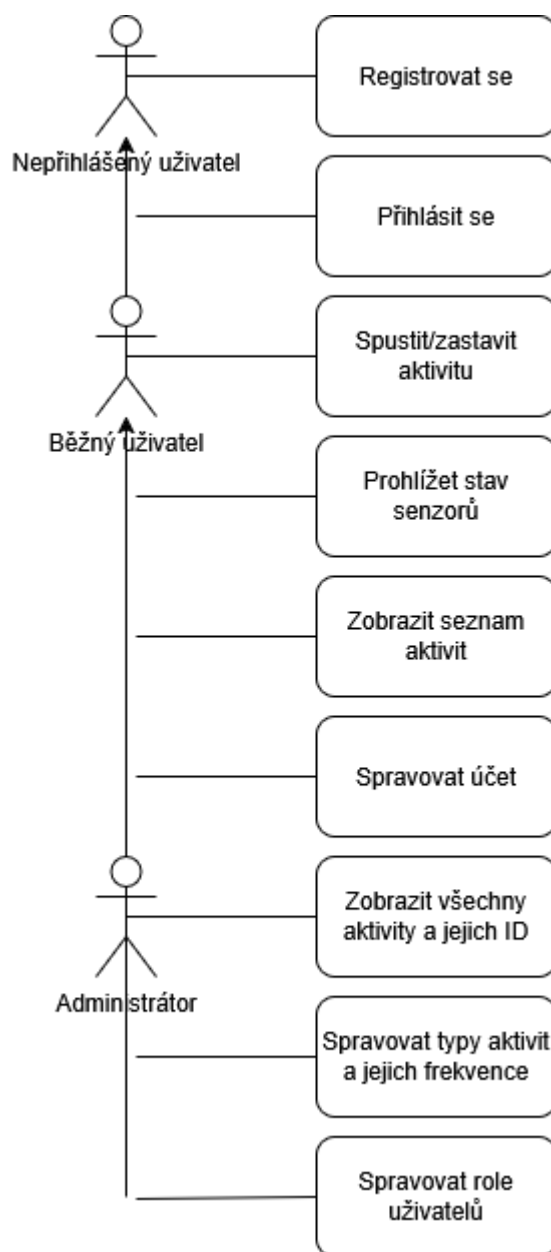 Registrovat se
Nepřihlášený uživatel
Přihlásit se
Spustit/zastavit
aktivitu
Běžný uživatel
Prohlížet stav
senzorů
Zobrazit seznam
aktivit
Spravovat účet
Zobrazit všechny
aktivity a jejich ID
Administrátor
Spravovat typy aktivit
a jejich frekvence
Spravovat role
uživatelů